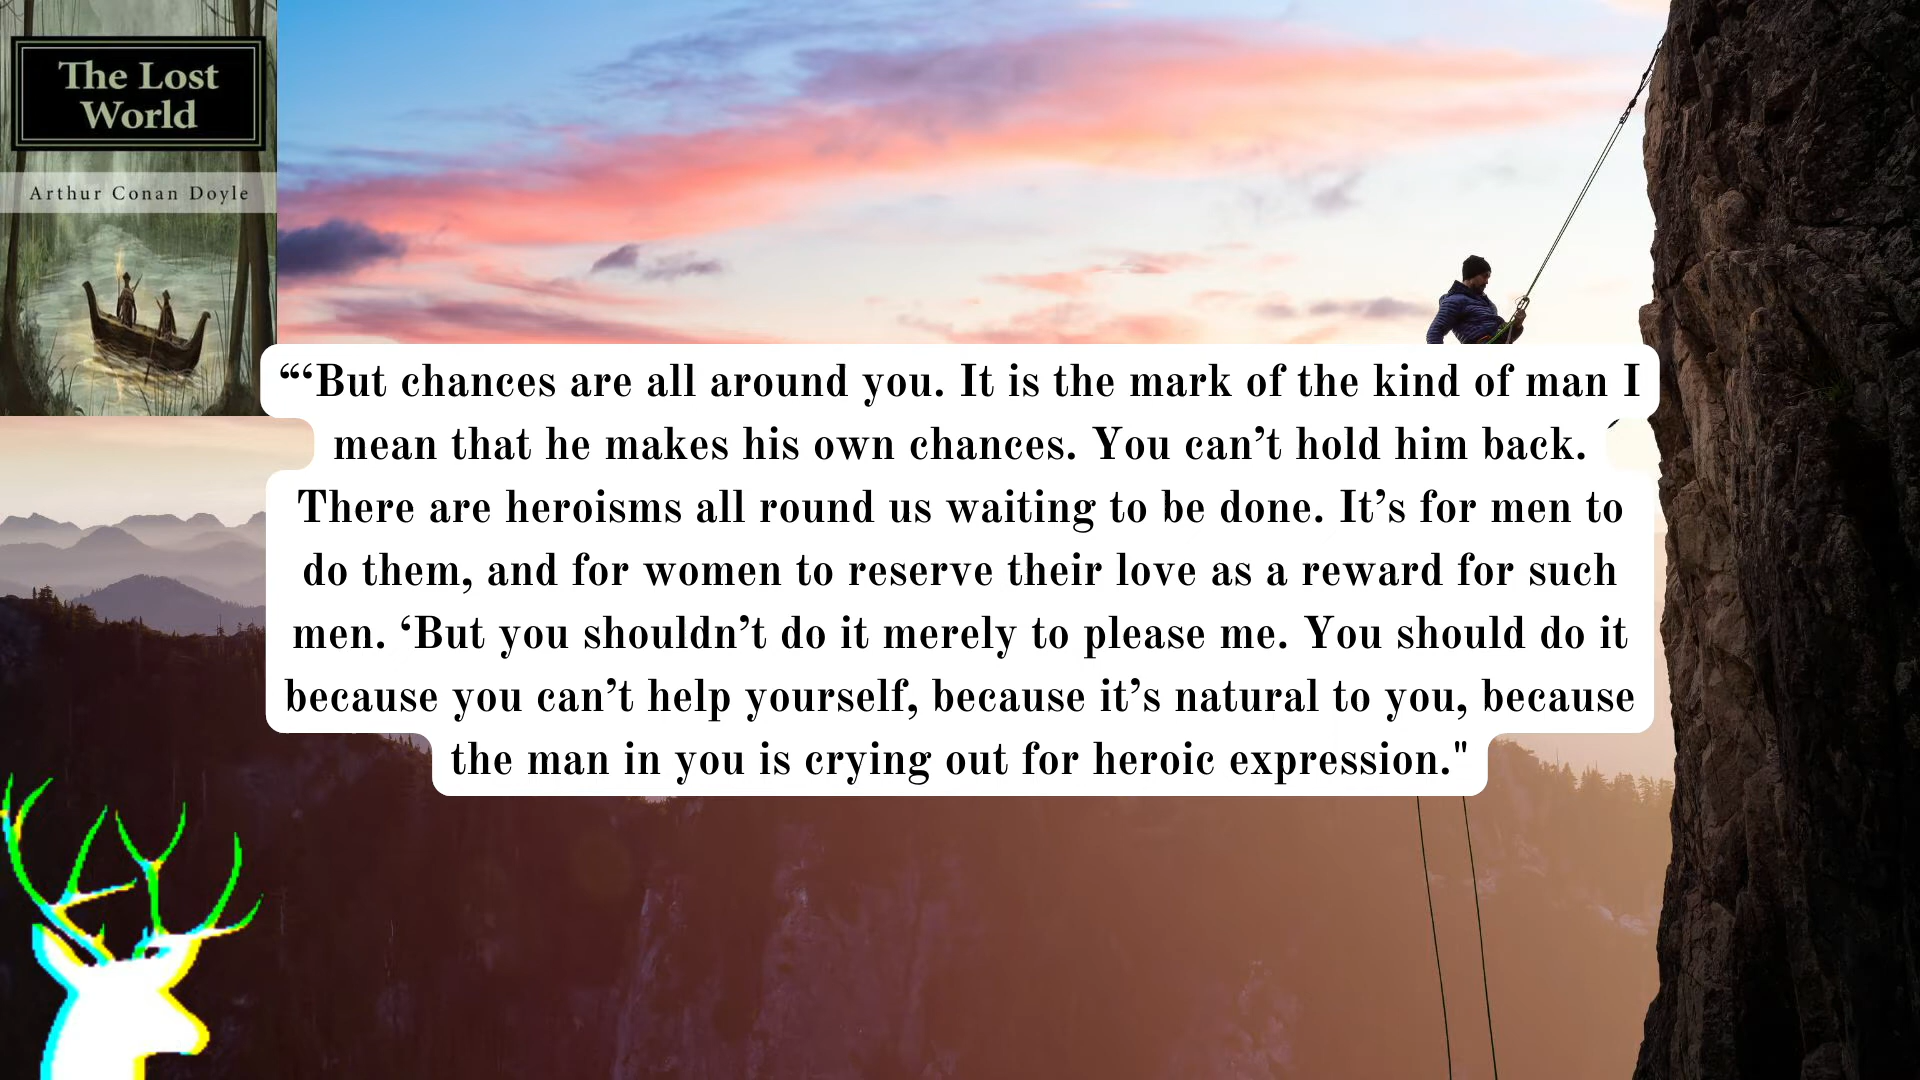 The Lost
World
Arthur Conan Doyle
“‘But chances are all around you. It is the mark of the kind of man I
mean that he makes his own chances. You can’t hold him back.
There are heroisms all round us waiting to be done. It’s for men to
do them, and for women to reserve their love as a reward for such
men. ‘But you shouldn’t do it merely to please me. You should do it
because you can’t help yourself, because it’s natural to you, because
the man in you is crying out for heroic expression."